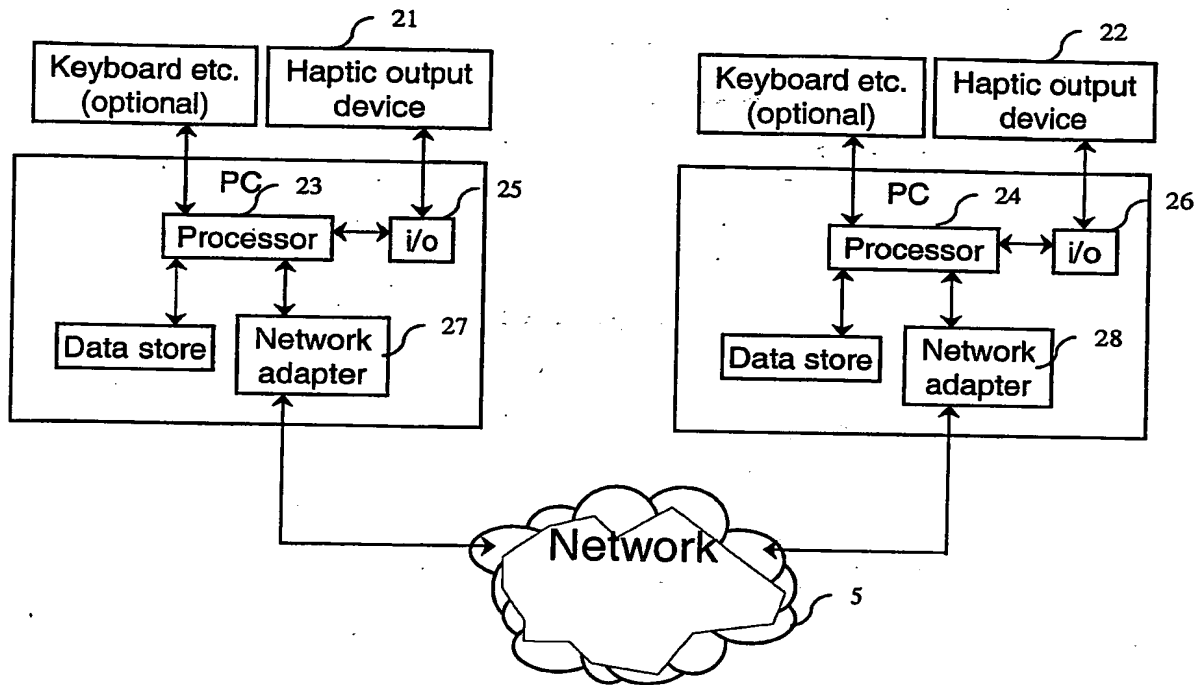 21
Keyboard etc.
(optional)
Haptic output
device
PC
23
25
Processor
i/o
Data store
Network
adapter
27
22
Keyboard etc.
(optional)
Haptic output
device
PC
24
26
Processor
i/o
Data store
Network
adapter
28
Network
5